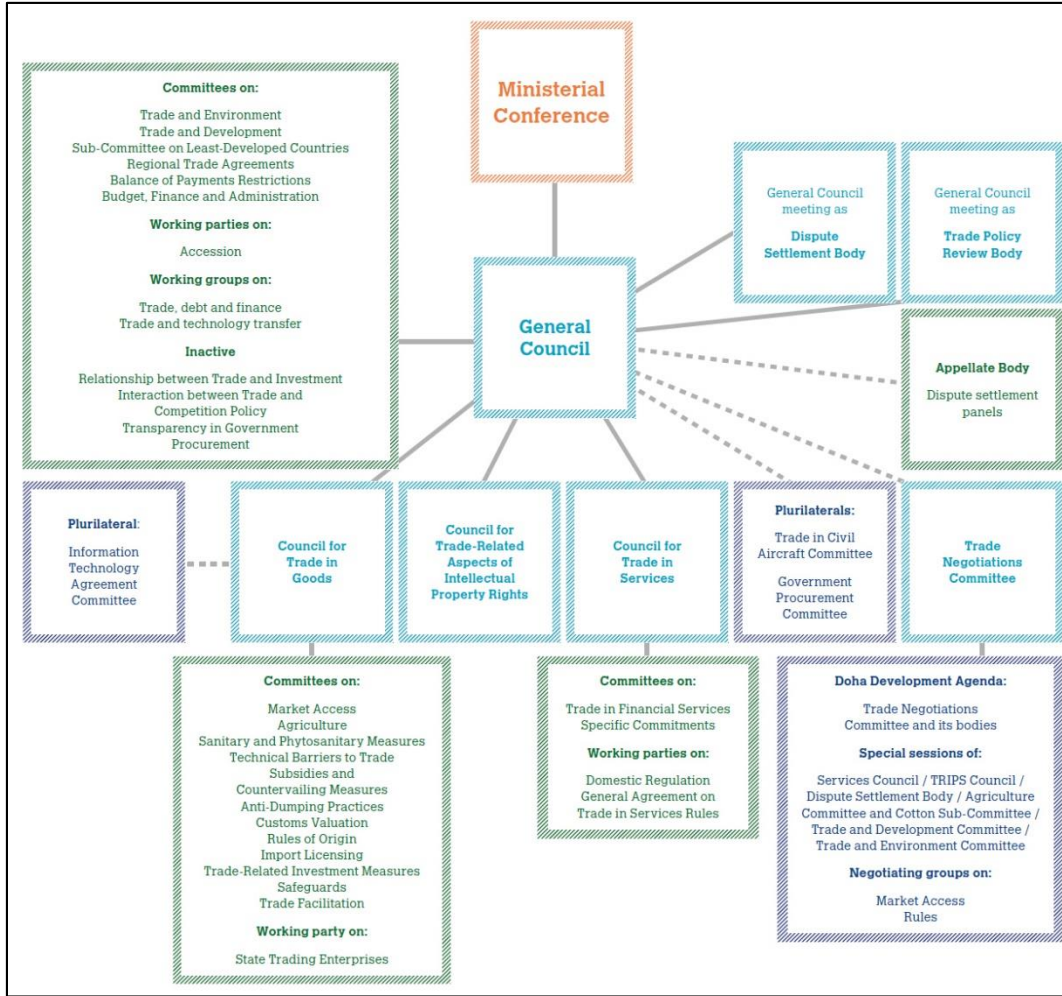 Ministerial
Conference
Committees on:
Trade and Environment
Trade and Development
Sub-Committee on Least-Developed Countries
Regional Trade Agreements
Balance of Payments Restrictions
Budget, Finance and Administration
Working parties on:
Accession
Working groups on:
Trade, debt and finance
Trade and technology transfer
Inactive
Relationship between Trade and Investment
Interaction between Trade and
Competition Policy
Transparency in Government
Procurement
General Council
meeting as
Dispute
Settlement Body
General Council
meeting as
Trade Policy
Review Body
General
Council
Appellate Body
Dispute settlement
panels
Plurilateral:
Information
Technology
Agreement
Committee
Council for
Trade in
Goods
Council for
Trade-Related
Aspects of
Intellectual
Property Rights
Council for
Trade in
Services
Plurilaterals:
Trade in Civil
Aircraft Committee
Government
Procurement
Committee
Trade
Negotiations
Committee
Committees on:
Market Access
Agriculture
Sanitary and Phytosanitary Measures
Technical Barriers to Trade
Subsidies and
Countervailing Measures
Anti-Dumping Practices
Customs Valuation
Rules of Origin
Import Licensing
Trade-Related Investment Measures
Safeguards
Trade Facilitation
Working party on:
State Trading Enterprises
Committees on:
Trade in Financial Services
Specific Commitments
Working parties on:
Domestic Regulation
General Agreement on
Trade in Services Rules
Doha Development Agenda:
Trade Negotiations
Committee and its bodies
Special sessions of:
Services Council / TRIPS Council /
Dispute Settlement Body / Agriculture
Committee and Cotton Sub-Committee /
Trade and Development Committee /
Trade and Environment Committee
Negotiating groups on:
Market Access
Rules